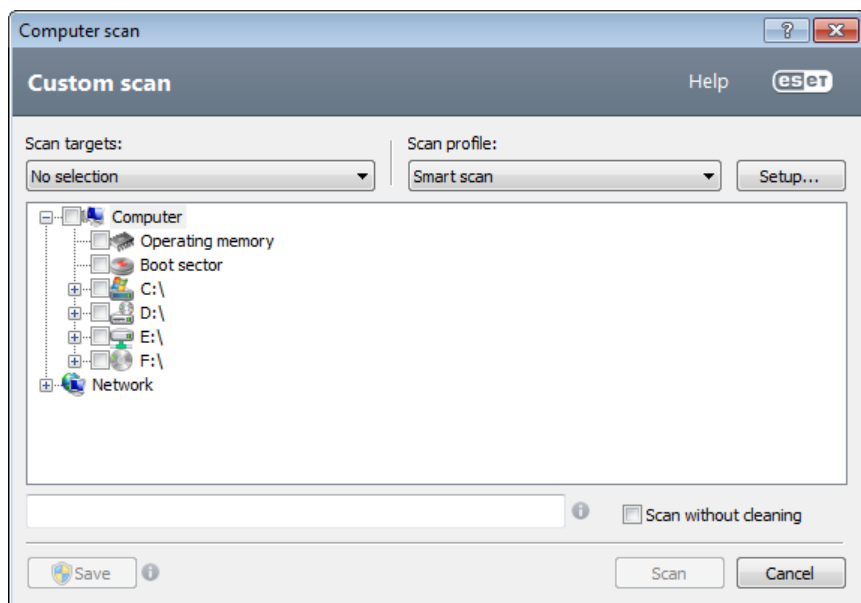 Computer scan
?
Custom scan
Help
eset
Scan targets:
Scan profile:
No selection
Smart scan
Setup...
Computer
Operating memory
Boot sector
C:\
D:\
E:\
F:\
Network
Scan without cleaning
Save
Scan
Cancel